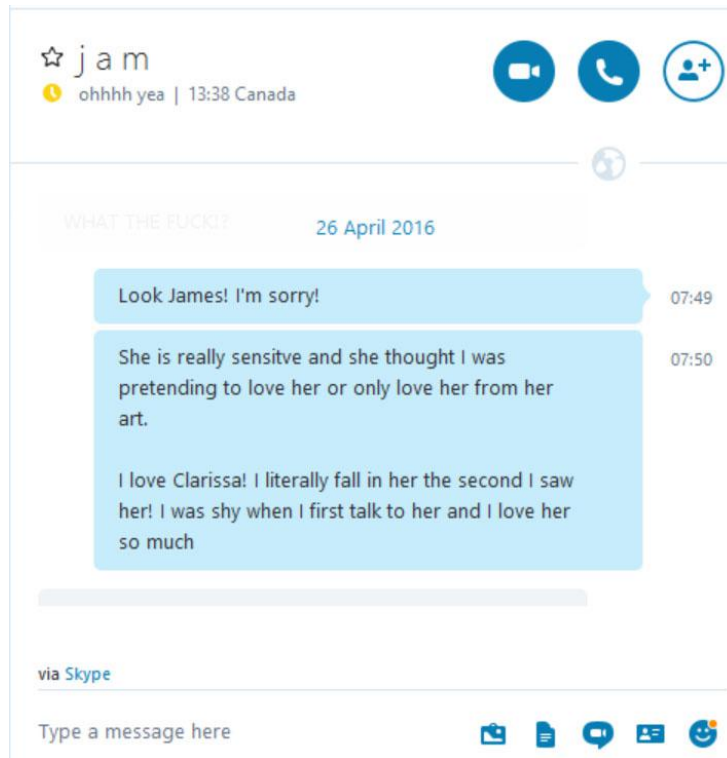 j a m
ohhhh yea | 13:38 Canada
WHAT THE FUCK!?
26 April 2016
Look James! I'm sorry!
07:49
She is really sensitve and she thought I was
07:50
pretending to love her or only love her from her
art.
I love Clarissa! I literally fall in her the second I saw
her! I was shy when I first talk to her and I love her
so much
via Skype
Type a message here